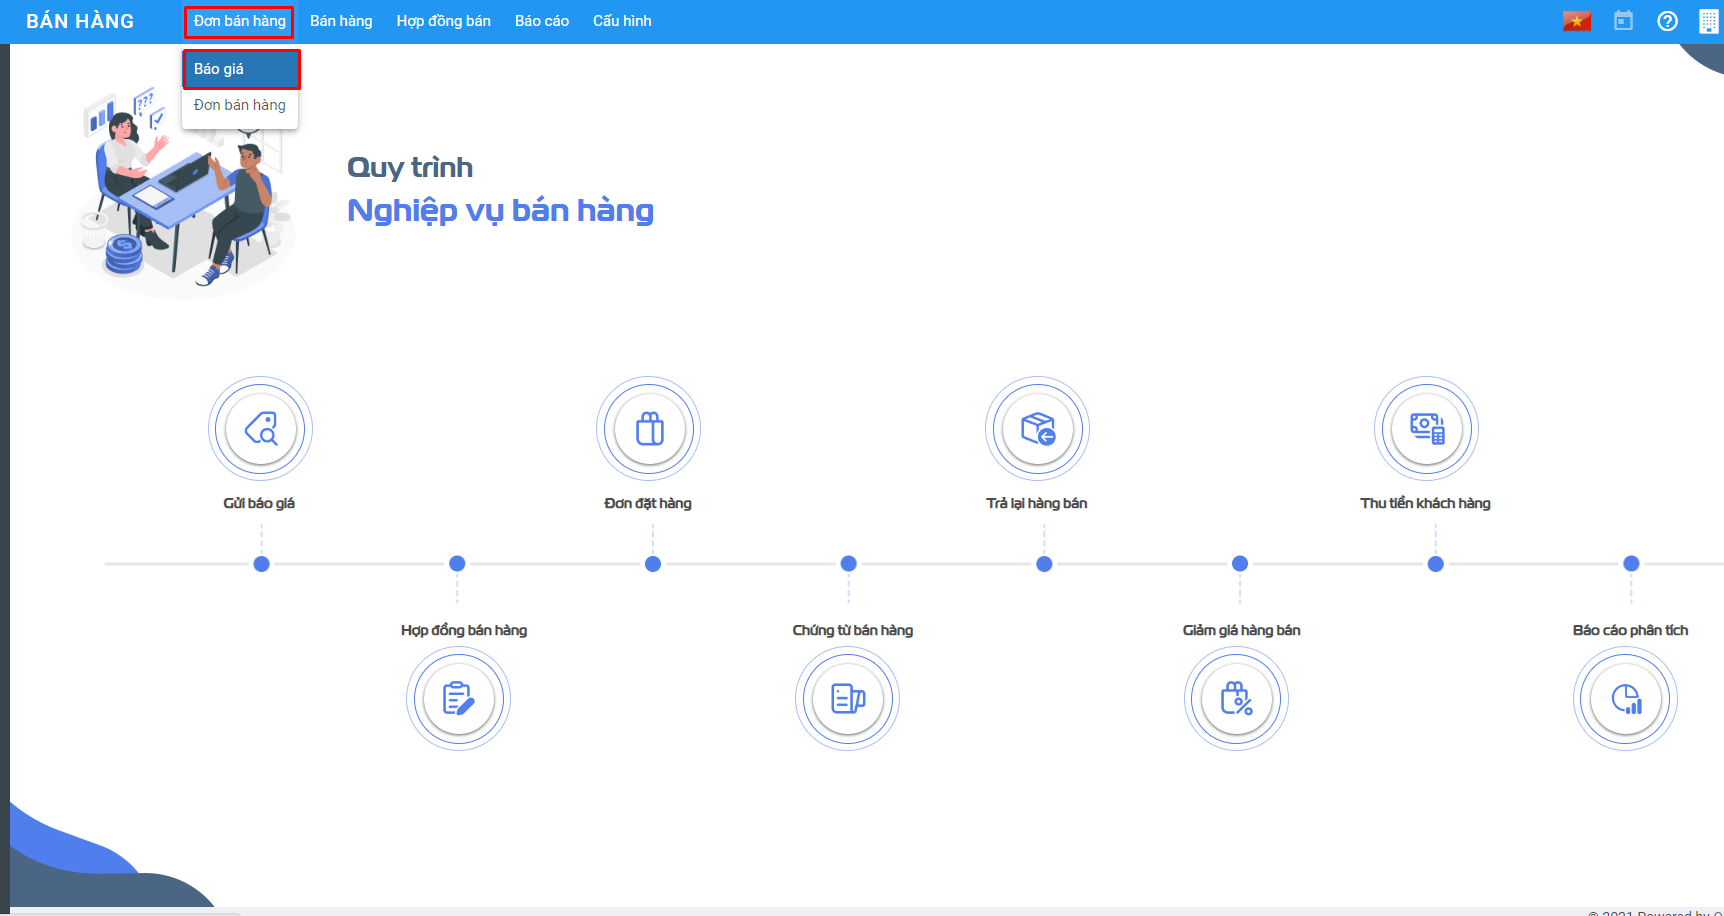 BÁN HÀNG
Đơn bán hàng
Bán hàng
Hợp đồng bán
Báo cáo
Cấu hình
Báo giá
Đơn bán hàng
???
Quy trình
Nghiệp vụ bán hàng
Gửi báo giá
Đơn đặt hàng
Trả lại hàng bán
Thu tiền khách hàng
Hợp đồng bán hàng
Chứng từ bán hàng
Giảm giá hàng bán
Báo cáo phân tích
© 2021 Powered by